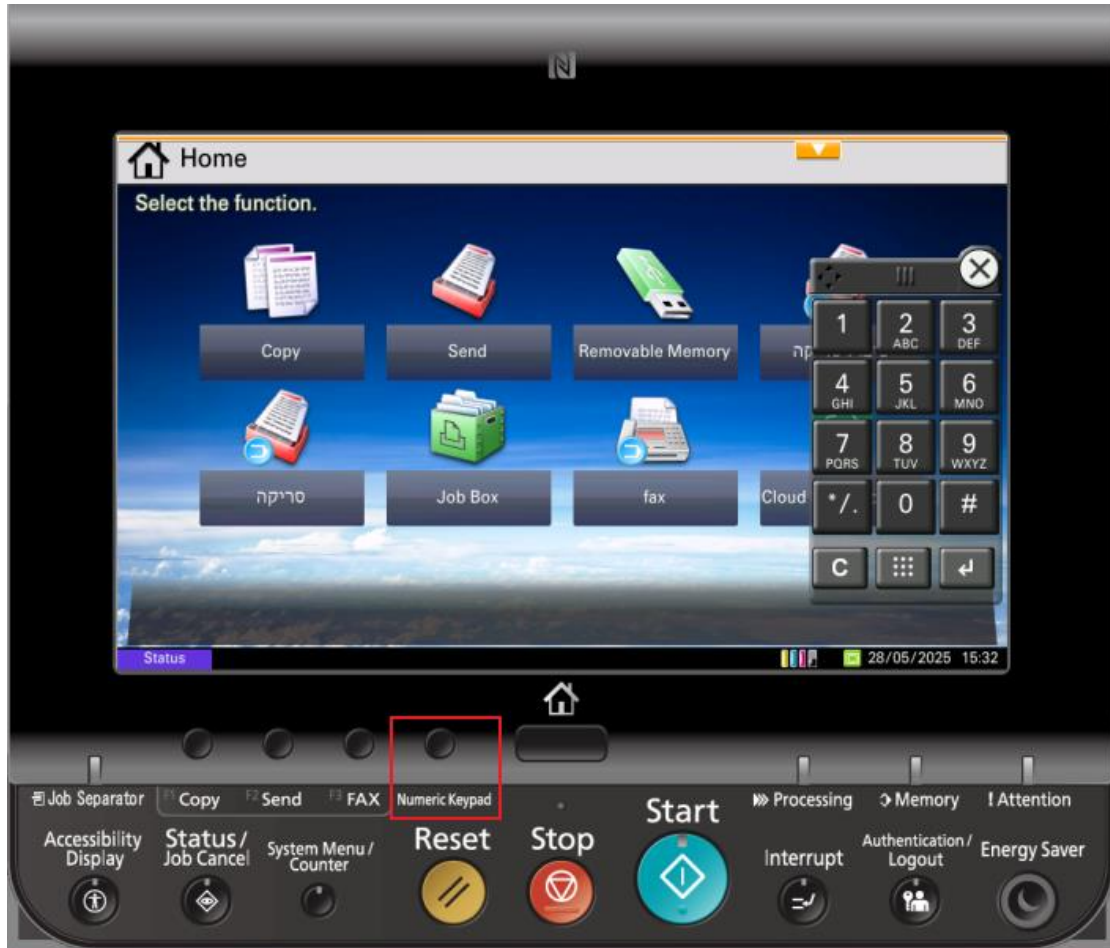 Home
Select the function.
Copy
Send
Removable Memory
סריקה
Job Box
fax
Cloud
1
2
ABC
3
DEF
4
GHI
5
JKL
6
MNO
7
PQRS
8
TUV
9
WXYZ
*/.
0
#
C
Status
28/05/2025 15:32
Job Separator
F1 Copy
F2 Send
F3 FAX
Numeric Keypad
Start
Processing
Memory
! Attention
Accessibility
Display
Status/
Job Cancel
System Menu/
Counter
Reset
Stop
Interrupt
Authentication/
Logout
Energy Saver